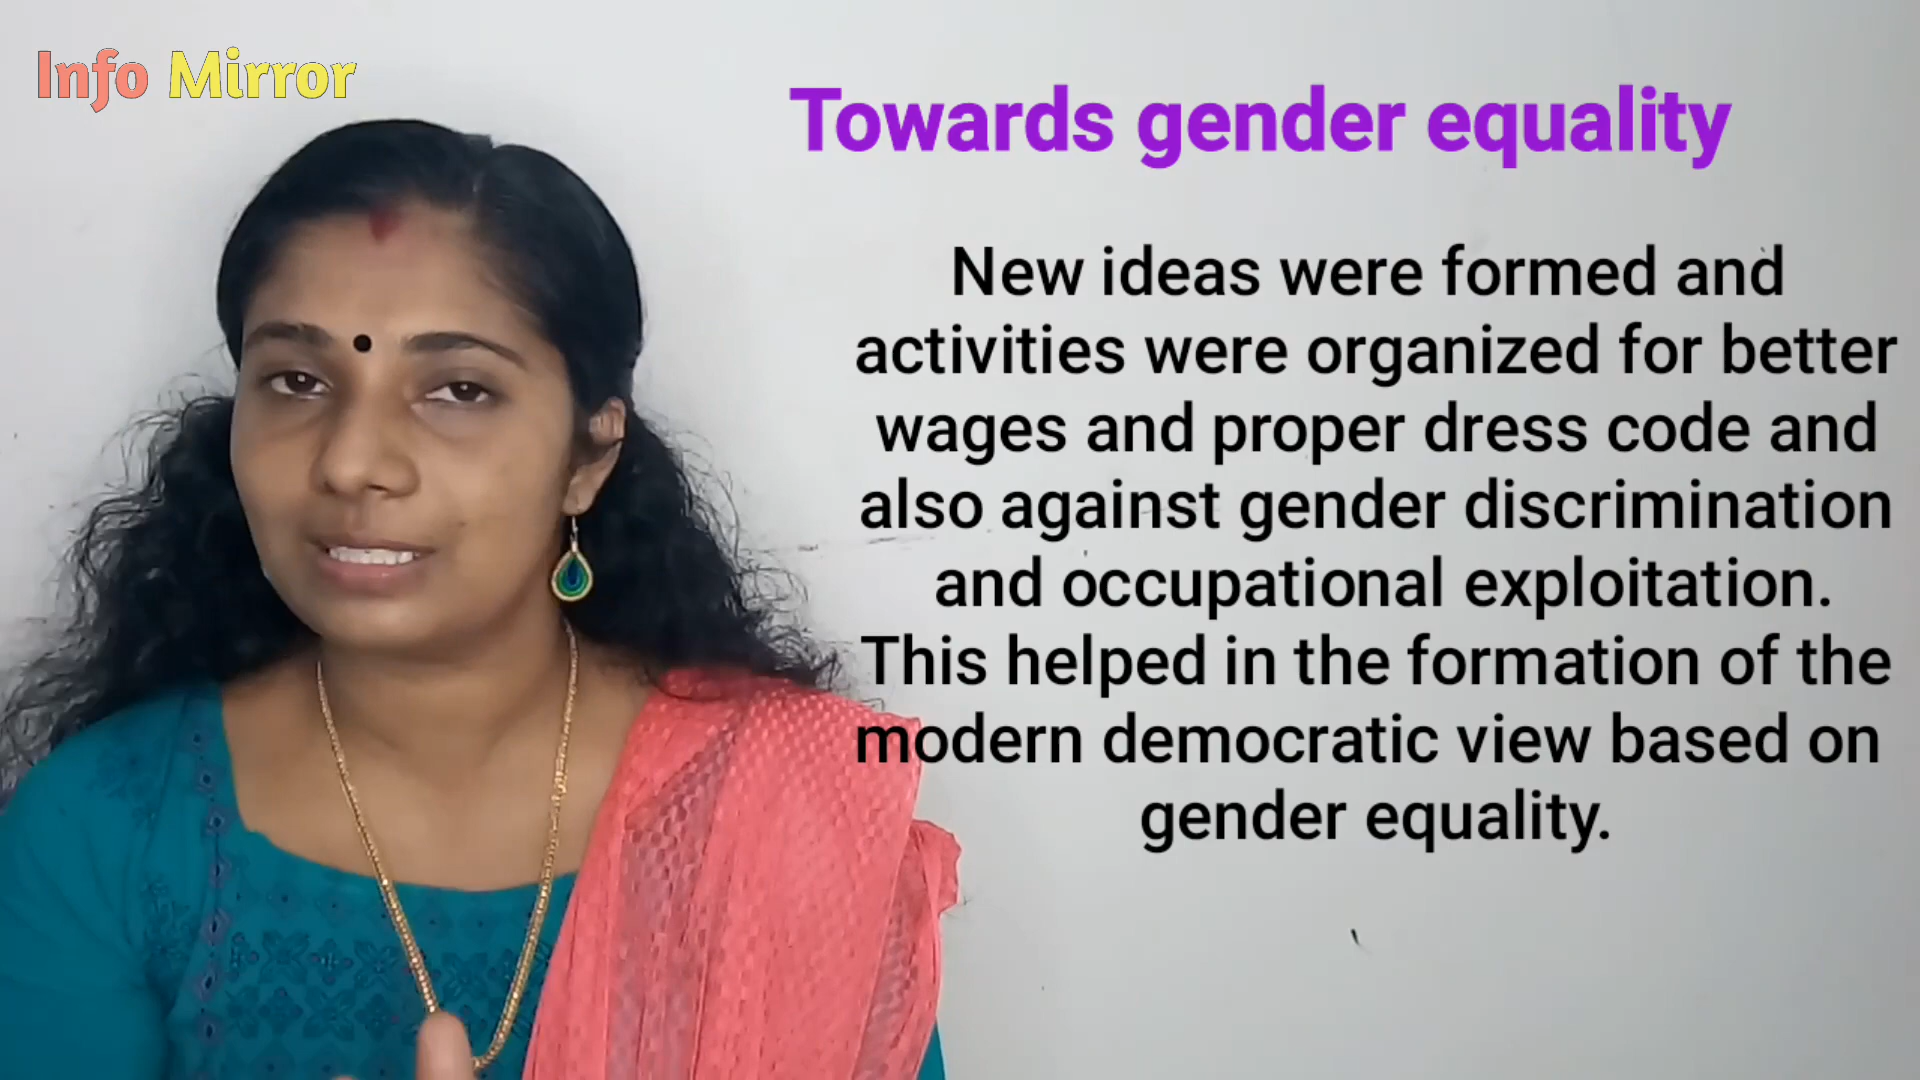 Info Mirror
Towards gender equality
New ideas were formed and
activities were organized for better
wages and proper dress code and
also against gender discrimination
and occupational exploitation.
This helped in the formation of the
modern democratic view based on
gender equality.